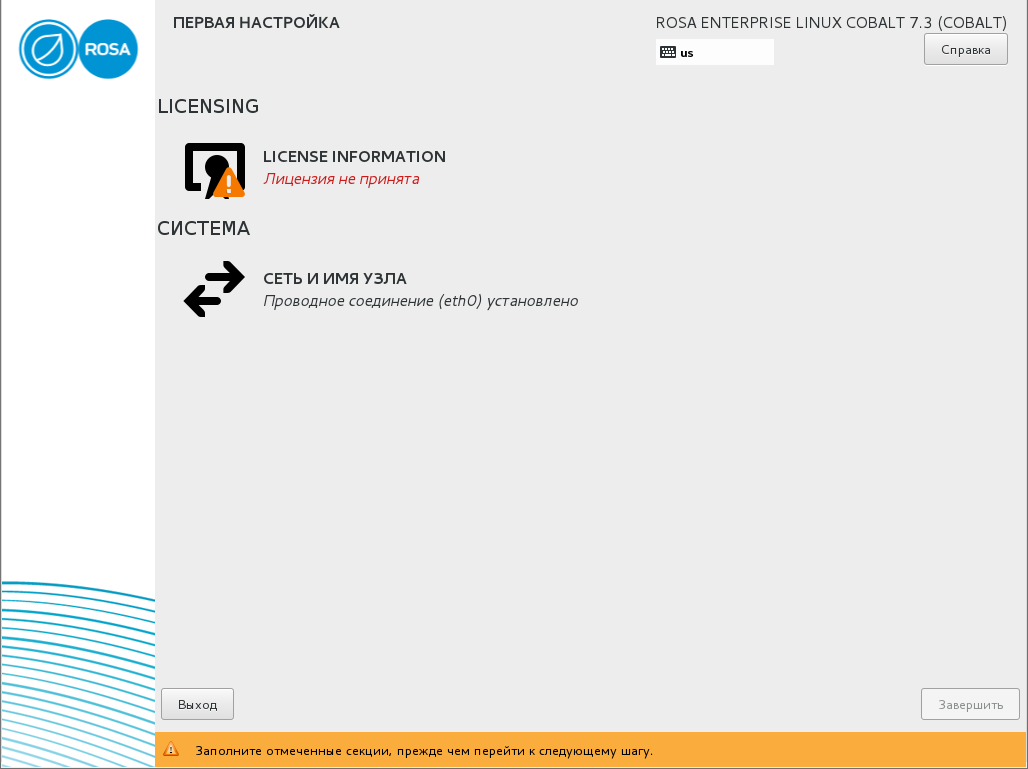 ROSA
ПЕРВАЯ НАСТРОЙКА
ROSA ENTERPRISE LINUX COBALT 7.3 (COBALT)
us
Справка
LICENSING
LICENSE INFORMATION
Лицензия не принята
СИСТЕМА
СЕТЬ И ИМЯ УЗЛА
Проводное соединение (eth0) установлено
Выход
Завершить
Заполните отмеченные секции, прежде чем перейти к следующему шагу.